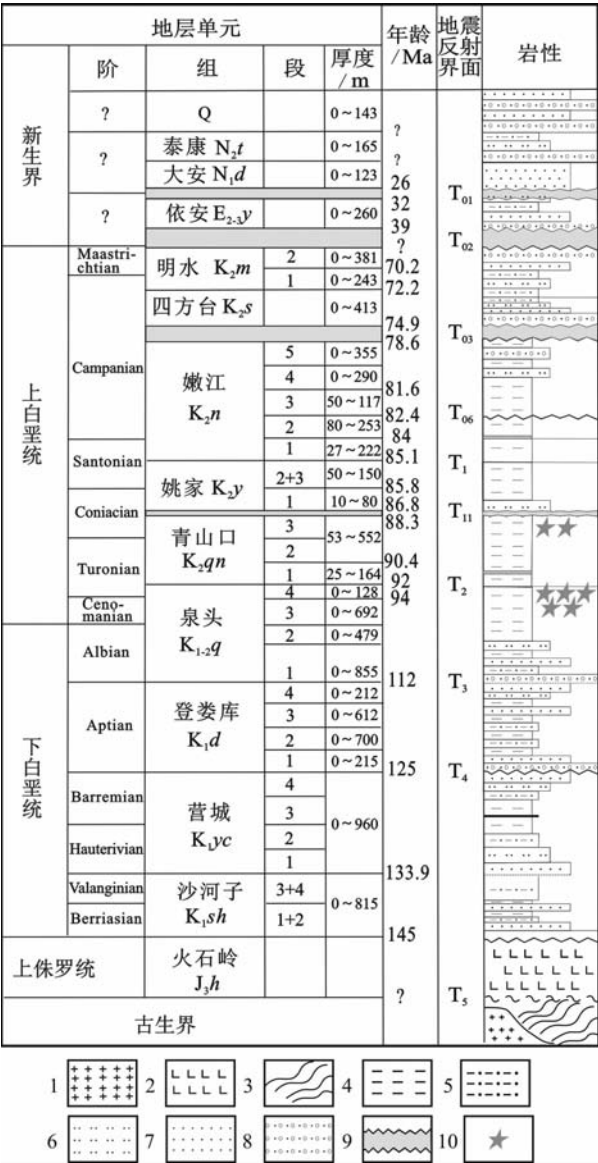 地层单元 年龄/Ma 地震反射界面 岩性
阶 组 段 厚度/m
新生界
? Q 0~143
?
? 泰康 N₂t 0~165
?
大安 N₁d 0~123
26
T₀₁
32
? 依安 E₂₋₃y 0~260
39
T₀₂
?
上白垩统
Maastri-chtian 明水 K₂m 2 0~381
70.2
1 0~243
72.2
四方台 K₂s 0~413
74.9
T₀₃
78.6
Campanian 嫩江 K₂n 5 0~355
4 0~290
81.6
3 50~117
82.4 T₀₆
2 80~253
84
Santonian 1 27~222
85.1 T₁
姚家 K₂y 2+3 50~150
85.8
Coniacian 1 10~80
86.8 T₁₁
88.3
青山口 K₂qn 3 53~552
2
90.4
Turonian 1 25~164
92 T₂
4 0~128
94
Ceno-manian 泉头 K₁₋₂q 3 0~692
下白垩统
Albian 2 0~479
1 0~855
112 T₃
Aptian 登娄库 K₁d 4 0~212
3 0~612
2 0~700
1 0~215
125 T₄
Barremian 营城 K₁yc 4 0~960
3
Hauterivian 2
1
133.9
Valanginian 沙河子 K₁sh 3+4 0~815
Berriasian 1+2
145
上侏罗统 火石岭 J₃h
? T₅
古生界
1 2 3 4 5
6 7 8 9 10